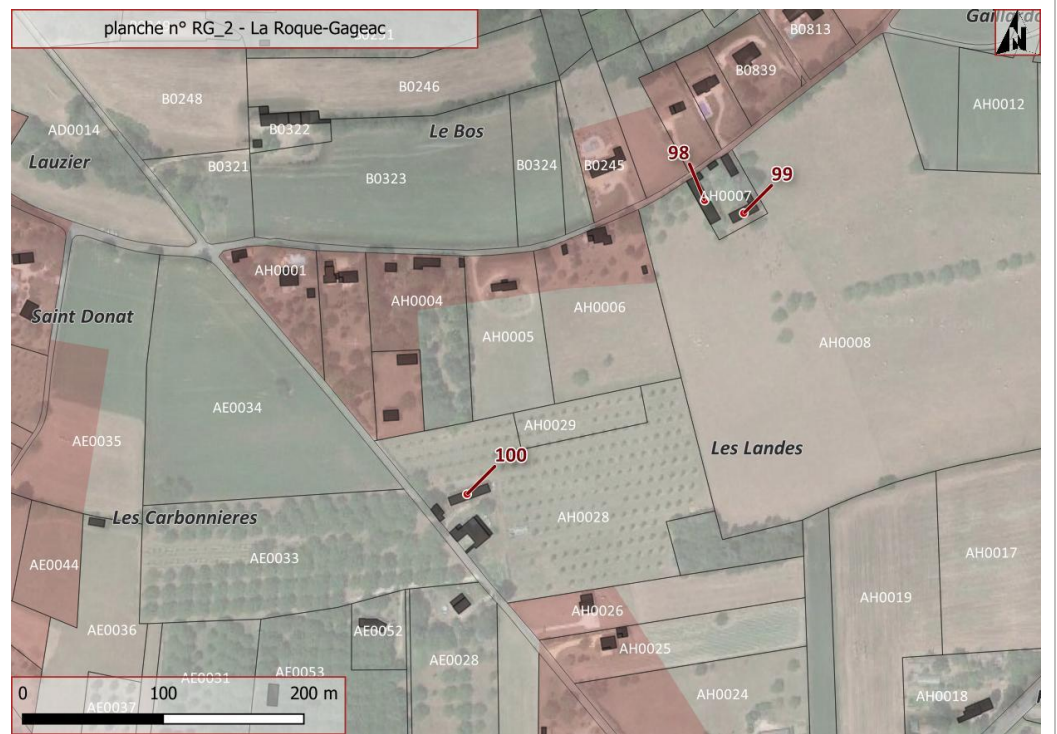 planche n° RG_2 - La Roque-Gageac
B0813
B0839
B0248
B0246
AH0012
AD0014
B0322
Le Bos
Lauzier
B0321
B0323
B0324
B0245
98
99
AH0007
AH0001
AH0004
AH0006
Saint Donat
AH0005
AH0008
AE0034
AH0029
AE0035
Les Landes
100
Les Carbonnieres
AH0028
AE0033
AE0044
AH0017
AH0019
AH0026
AE0036
AE0052
AH0025
AE0028
AE0031
AE0053
AH0024
AH0018
AE0037
0 100 200 m
N